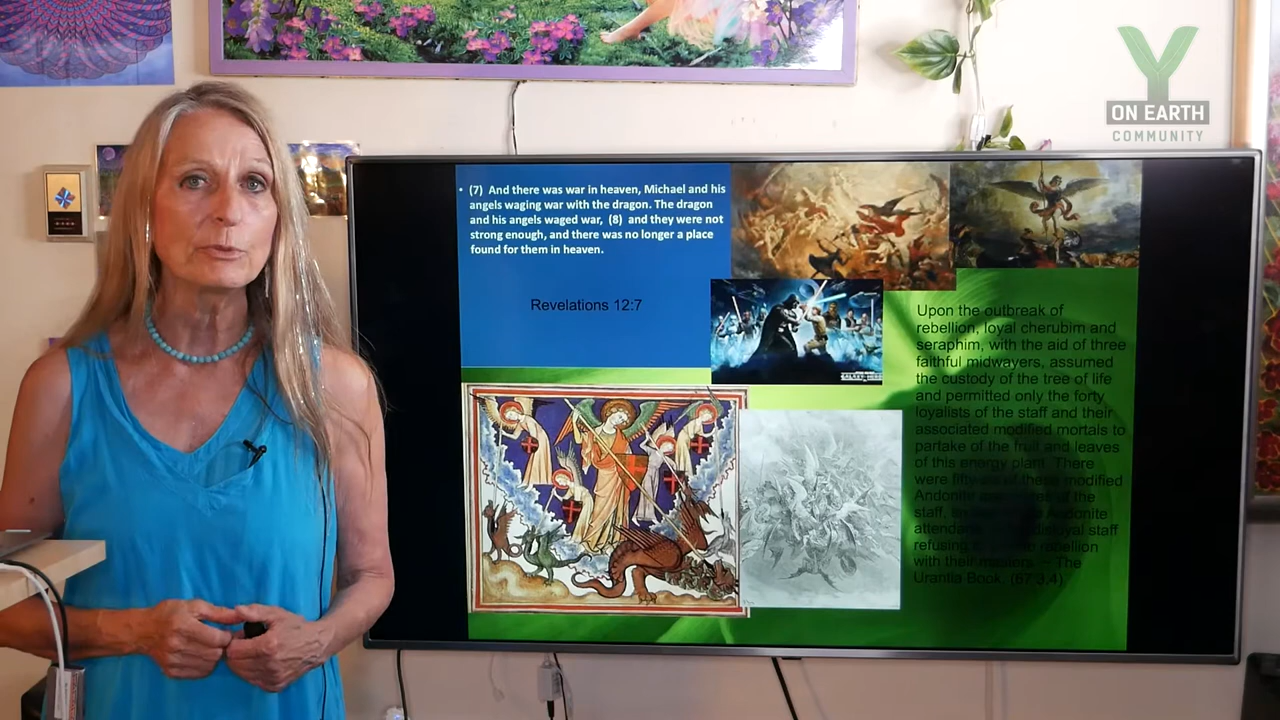 Y
ON EARTH
COMMUNITY
• (7) And there was war in heaven, Michael and his
angels waging war with the dragon. The dragon
and his angels waged war, (8) and they were not
strong enough, and there was no longer a place
found for them in heaven.
Revelations 12:7
Upon the outbreak of
rebellion, loyal cherubim and
seraphim, with the aid of three
faithful midwayers, assumed
the custody of the tree of life
and permitted only the forty
loyalists of the staff and their
associated modified mortals to
partake of the fruit and leaves
of this energy plant. There
were of these modified
Andonite of the
staff, Andonite
staff
refusing rebellion
with their The
Urantia Book, (67:3.4)